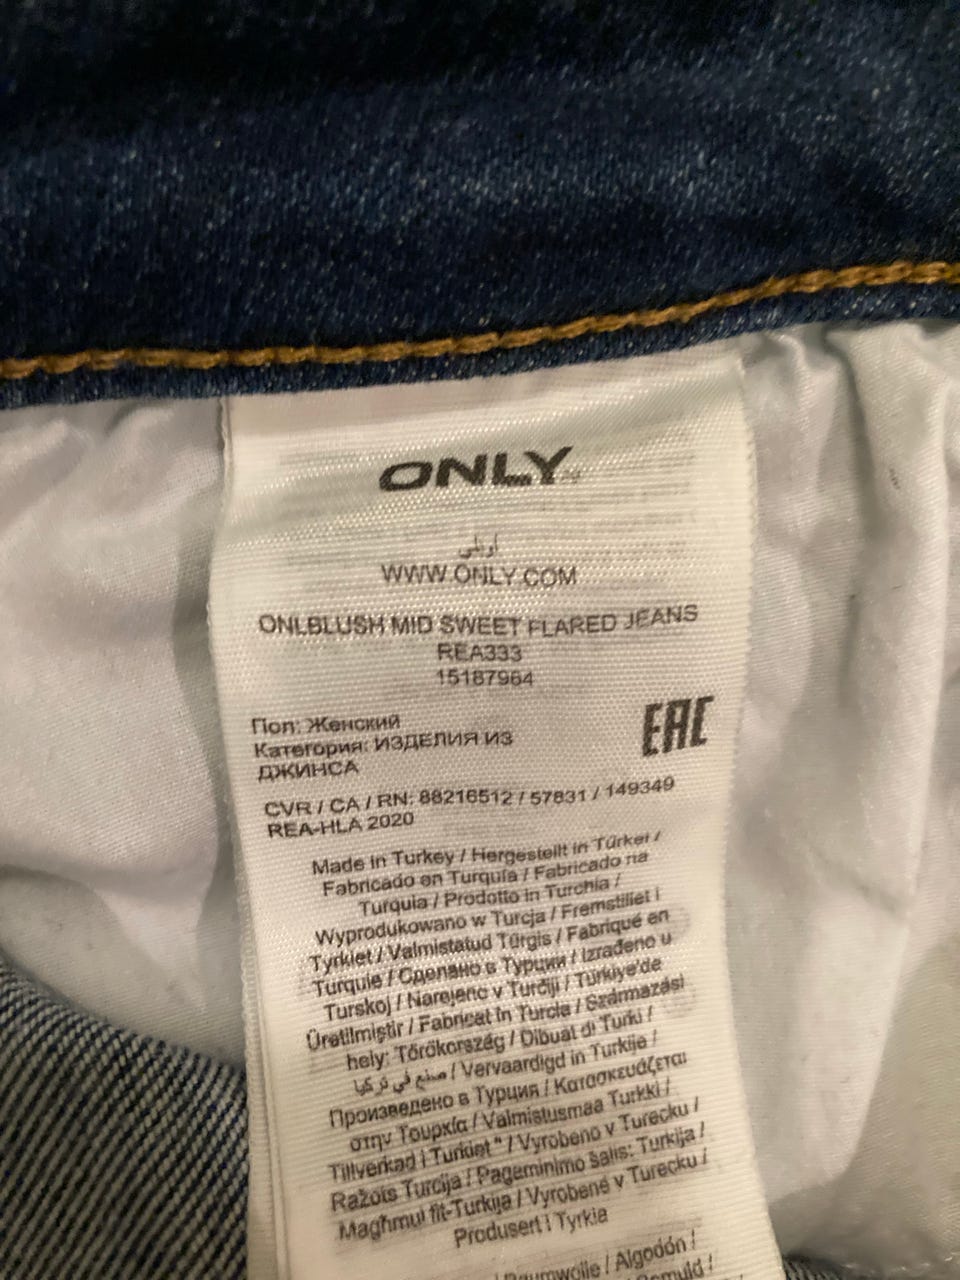 ONLY
أونلي
WWW.ONLY.COM
ONLBLUSH MID SWEET FLARED JEANS
REA333
15187964
Пол: Женский
Категория: ИЗДЕЛИЯ ИЗ
ДЖИНСА
EAC
CVR / CA / RN: 88216512 / 57831 / 149349
REA-HLA 2020
Made in Turkey / Hergestellt in Türkei /
Fabricado en Turquía / Fabricado na
Turquia / Prodotto in Turchia /
Wyprodukowano w Turcja / Fremstillet i
Tyrkiet / Valmistatud Türgis / Fabriqué en
Turquie / Сделано в Турции / Izrađeno u
Turskoj / Narejeno v Turčiji / Türkiye'de
Üretilmiştir / Fabricat în Turcia / Származási
hely: Törökország / Dibuat di Turki /
صنع في تركيا / Vervaardigd in Turkije /
Произведено в Турции / Κατασκευάζεται
στην Τουρκία / Valmistusmaa Turkki /
Tillverkad i Turkiet " / Vyrobeno v Turecku /
Ražots Turcija / Pagaminimo šalis: Turkija /
Magħmul fit-Turkija / Vyrobené v Turecku /
Produsert i Tyrkia
Baumwolle / Algodón /